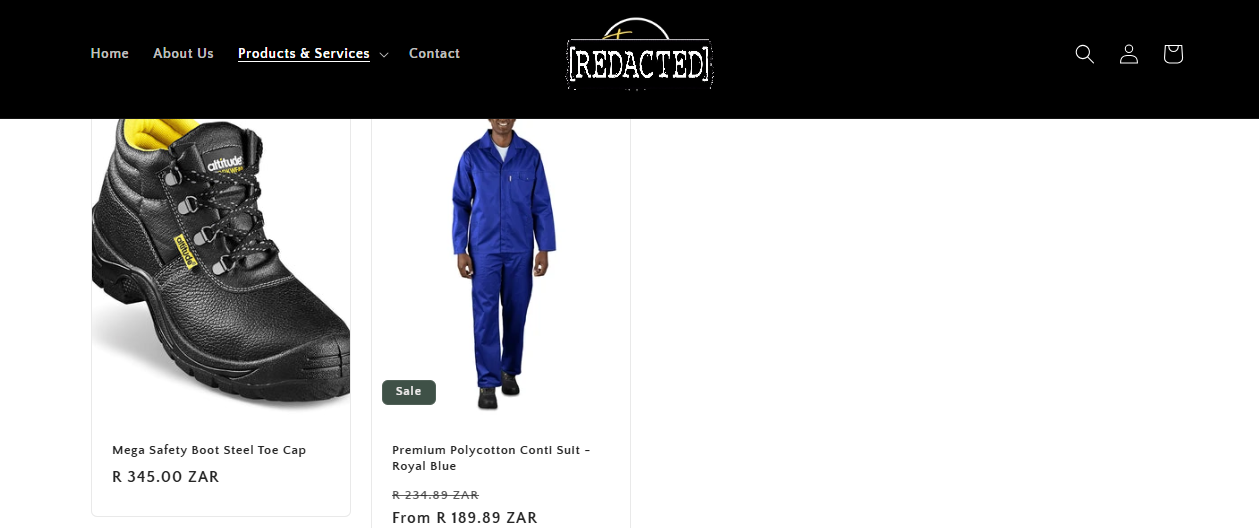 Home
About Us
Products & Services
Contact
[REDACTED]
altitude
altitude
Sale
Mega Safety Boot Steel Toe Cap
R 345.00 ZAR
Premium Polycotton Conti Suit -
Royal Blue
R 234.89 ZAR
From R 189.89 ZAR